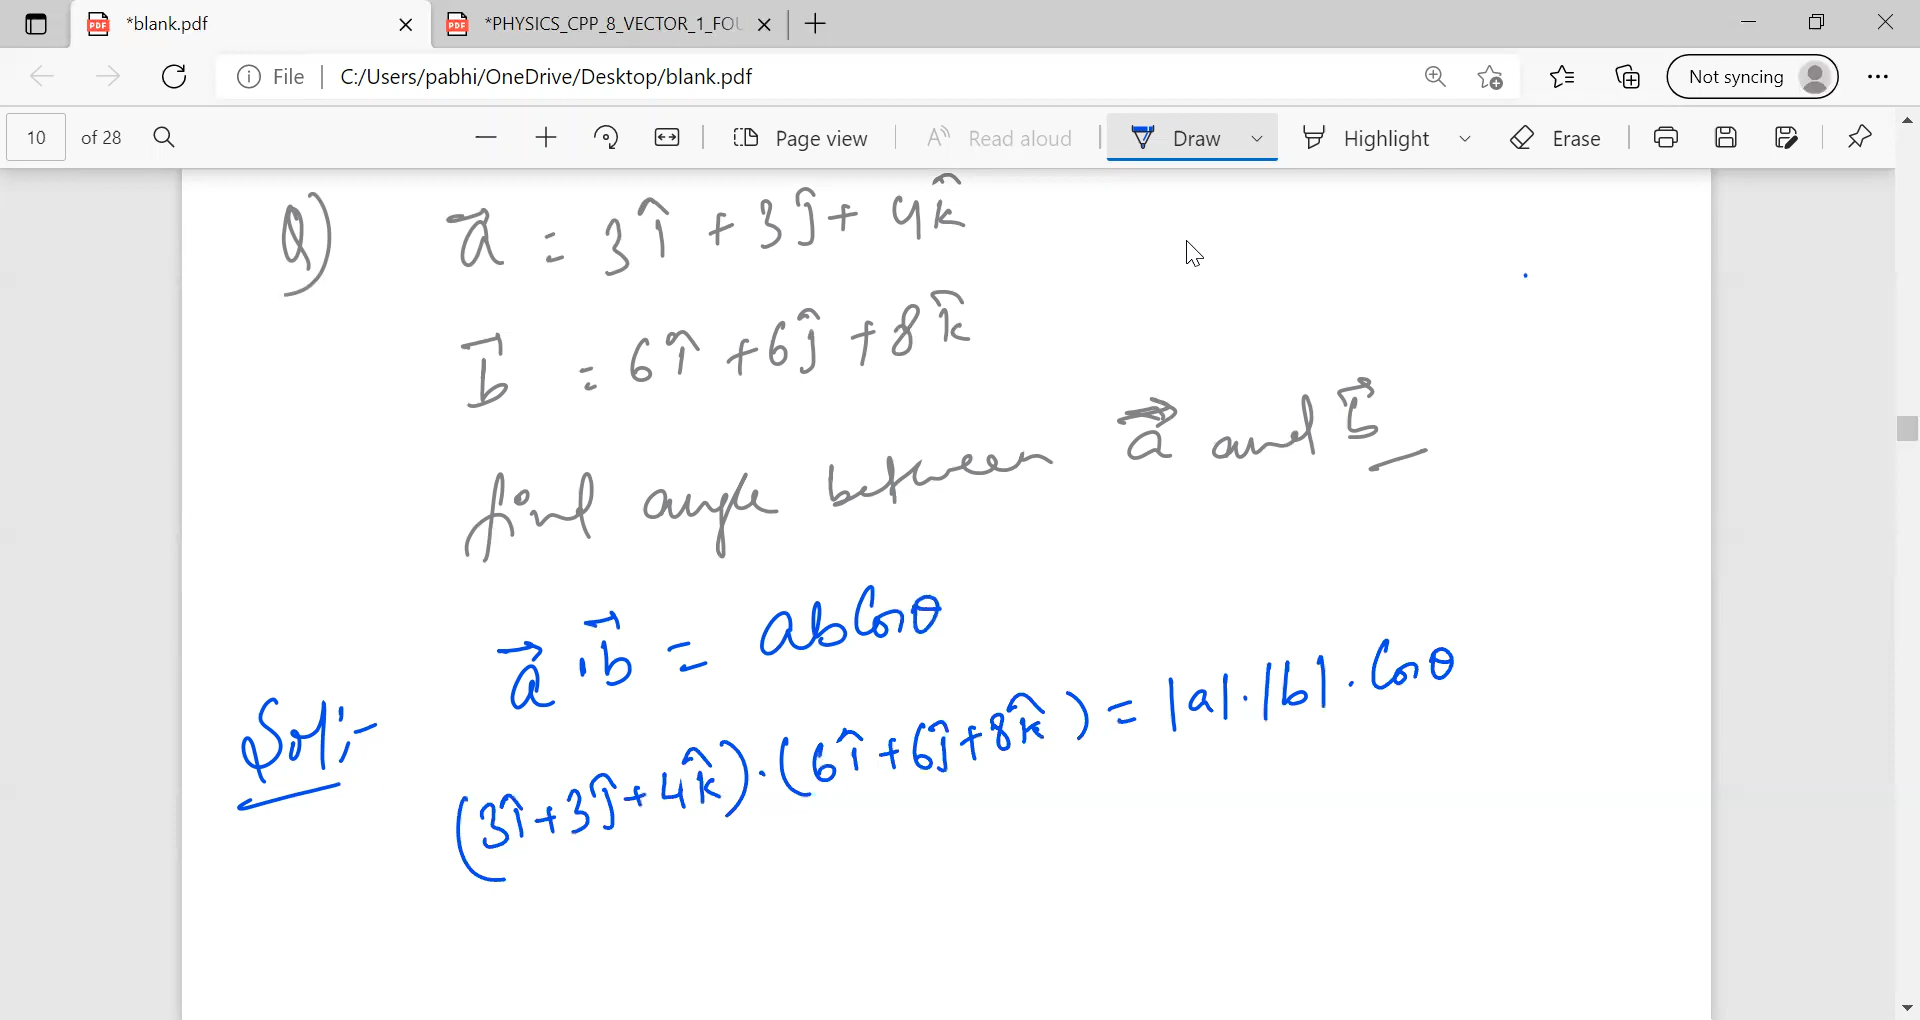 *blank.pdf *PHYSICS_CPP_8_VECTOR_1_FOU
File C:/Users/pabhi/OneDrive/Desktop/blank.pdf Not syncing
10 of 28 Page view Read aloud Draw Highlight Erase
Q) a⃗ = 3î + 3ĵ + 4k̂
b⃗ = 6î + 6ĵ + 8k̂
find angle between a⃗ and b⃗
a⃗ . b⃗ = ab Cosθ
Sol:-
(3î + 3ĵ + 4k̂) . (6î + 6ĵ + 8k̂) = |a| . |b| . Cosθ